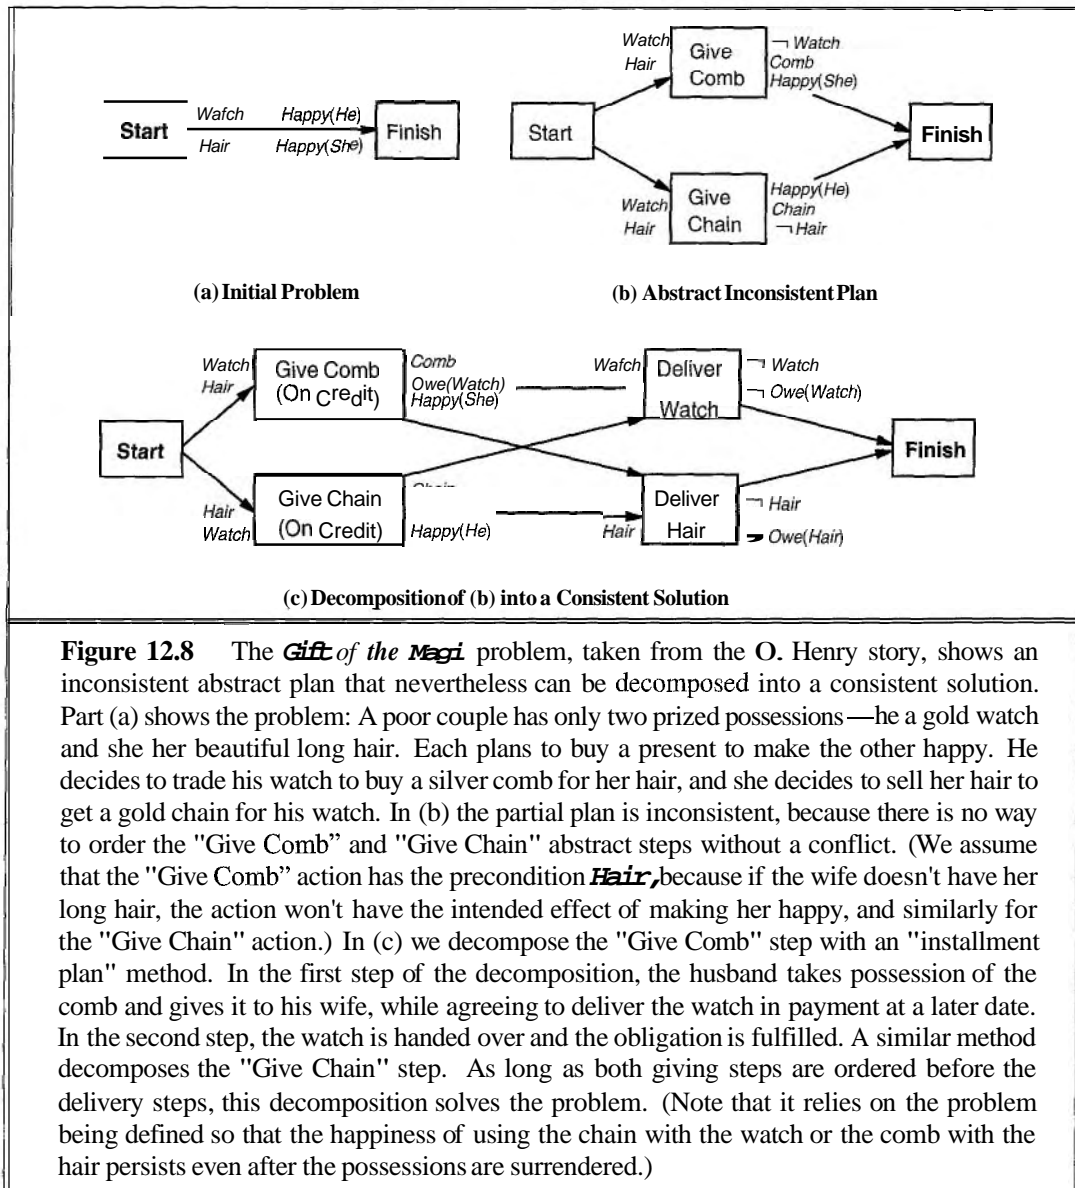 Watch
Hair
Give
Comb
¬ Watch
Comb
Happy(She)
Start
Wafch
Hair
Happy(He)
Happy(She)
Finish
Start
Finish
Watch
Hair
Give
Chain
Happy(He)
Chain
¬ Hair
(a) Initial Problem
(b) Abstract Inconsistent Plan
Watch
Hair
Give Comb
(On Credit)
Comb
Owe(Watch)
Happy(She)
Wafch
Deliver
Watch
¬ Watch
¬ Owe(Watch)
Start
Finish
Hair
Watch
Give Chain
(On Credit)
Happy(He)
Hair
Deliver
Hair
¬ Hair
Owe(Hair)
(c) Decomposition of (b) into a Consistent Solution
Figure 12.8 The Gift of the Magi problem, taken from the O. Henry story, shows an
inconsistent abstract plan that nevertheless can be decomposed into a consistent solution.
Part (a) shows the problem: A poor couple has only two prized possessions—he a gold watch
and she her beautiful long hair. Each plans to buy a present to make the other happy. He
decides to trade his watch to buy a silver comb for her hair, and she decides to sell her hair to
get a gold chain for his watch. In (b) the partial plan is inconsistent, because there is no way
to order the "Give Comb" and "Give Chain" abstract steps without a conflict. (We assume
that the "Give Comb" action has the precondition Hair, because if the wife doesn't have her
long hair, the action won't have the intended effect of making her happy, and similarly for
the "Give Chain" action.) In (c) we decompose the "Give Comb" step with an "installment
plan" method. In the first step of the decomposition, the husband takes possession of the
comb and gives it to his wife, while agreeing to deliver the watch in payment at a later date.
In the second step, the watch is handed over and the obligation is fulfilled. A similar method
decomposes the "Give Chain" step. As long as both giving steps are ordered before the
delivery steps, this decomposition solves the problem. (Note that it relies on the problem
being defined so that the happiness of using the chain with the watch or the comb with the
hair persists even after the possessions are surrendered.)